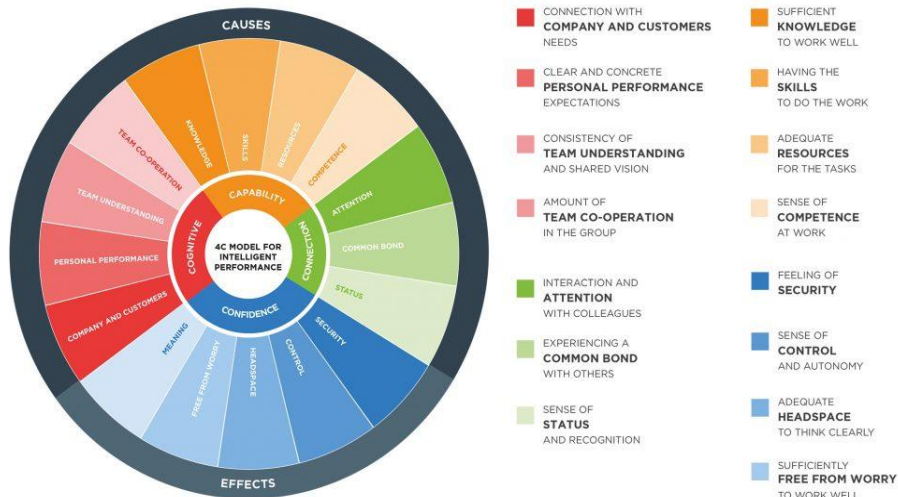 CAUSES
TEAM CO-OPERATION
KNOWLEDGE
SKILLS
RESOURCES
COMPETENCE
ATTENTION
COMMON BOND
STATUS
TEAM UNDERSTANDING
PERSONAL PERFORMANCE
COMPANY AND CUSTOMERS
MEANING
FREE FROM WORRY
HEADSPACE
CONTROL
SECURITY
CAPABILITY
COGNITIVE
CONNECTION
CONFIDENCE
4C MODEL FOR
INTELLIGENT
PERFORMANCE
EFFECTS
CONNECTION WITH
COMPANY AND CUSTOMERS
NEEDS
CLEAR AND CONCRETE
PERSONAL PERFORMANCE
EXPECTATIONS
CONSISTENCY OF
TEAM UNDERSTANDING
AND SHARED VISION
AMOUNT OF
TEAM CO-OPERATION
IN THE GROUP
INTERACTION AND
ATTENTION
WITH COLLEAGUES
EXPERIENCING A
COMMON BOND
WITH OTHERS
SENSE OF
STATUS
AND RECOGNITION
SUFFICIENT
KNOWLEDGE
TO WORK WELL
HAVING THE
SKILLS
TO DO THE WORK
ADEQUATE
RESOURCES
FOR THE TASKS
SENSE OF
COMPETENCE
AT WORK
FEELING OF
SECURITY
SENSE OF
CONTROL
AND AUTONOMY
ADEQUATE
HEADSPACE
TO THINK CLEARLY
SUFFICIENTLY
FREE FROM WORRY
TO WORK WELL